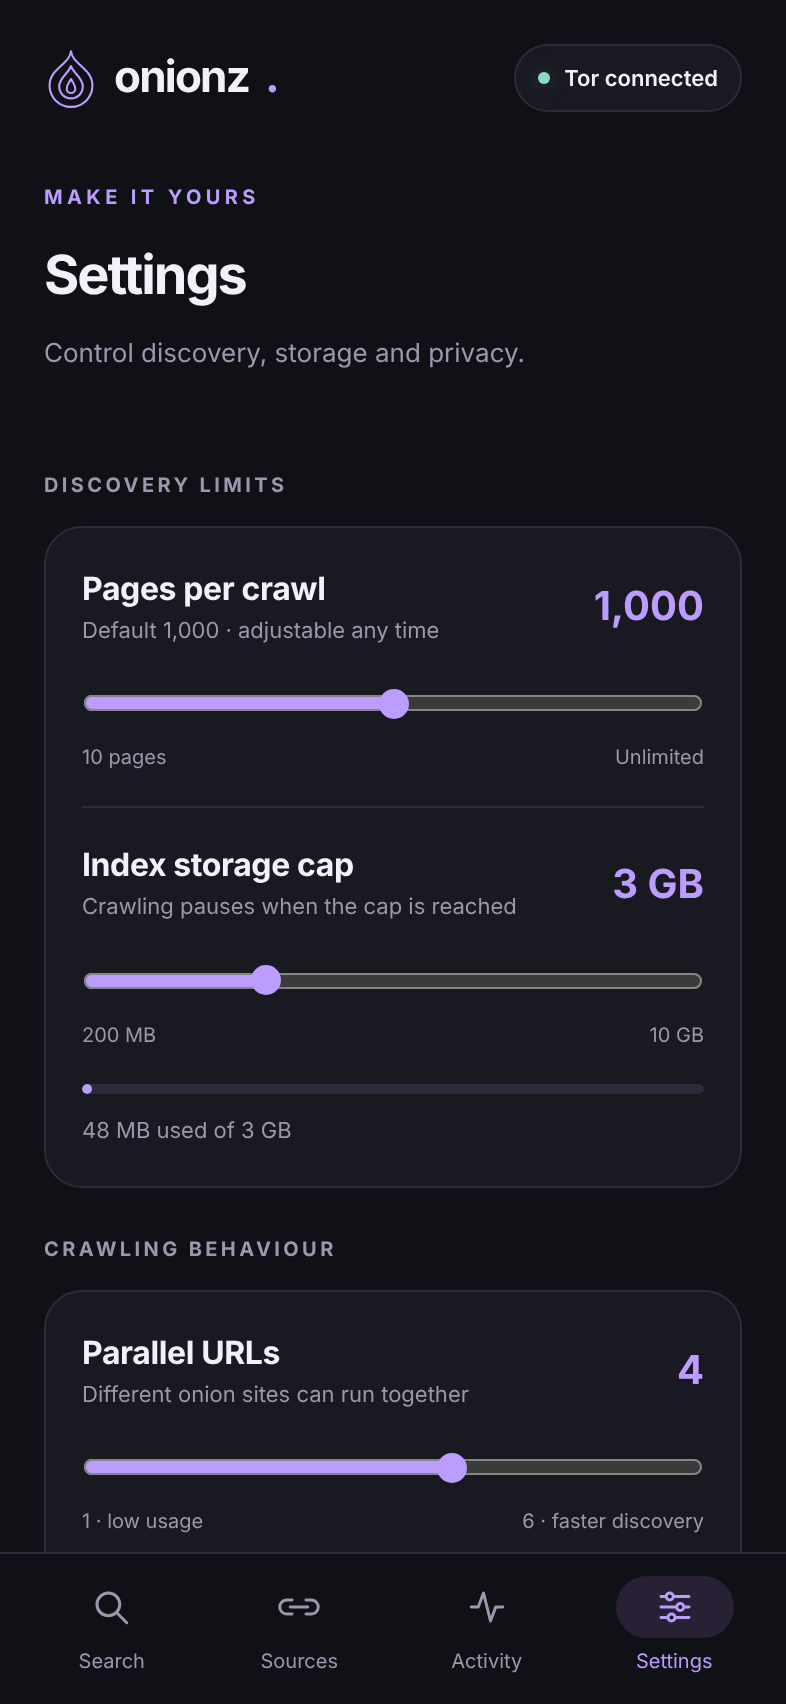 onionz .
Tor connected
MAKE IT YOURS
Settings
Control discovery, storage and privacy.
DISCOVERY LIMITS
Pages per crawl
Default 1,000 · adjustable any time
1,000
10 pages
Unlimited
Index storage cap
Crawling pauses when the cap is reached
3 GB
200 MB
10 GB
48 MB used of 3 GB
CRAWLING BEHAVIOUR
Parallel URLs
Different onion sites can run together
4
1 · low usage
6 · faster discovery
Search
Sources
Activity
Settings